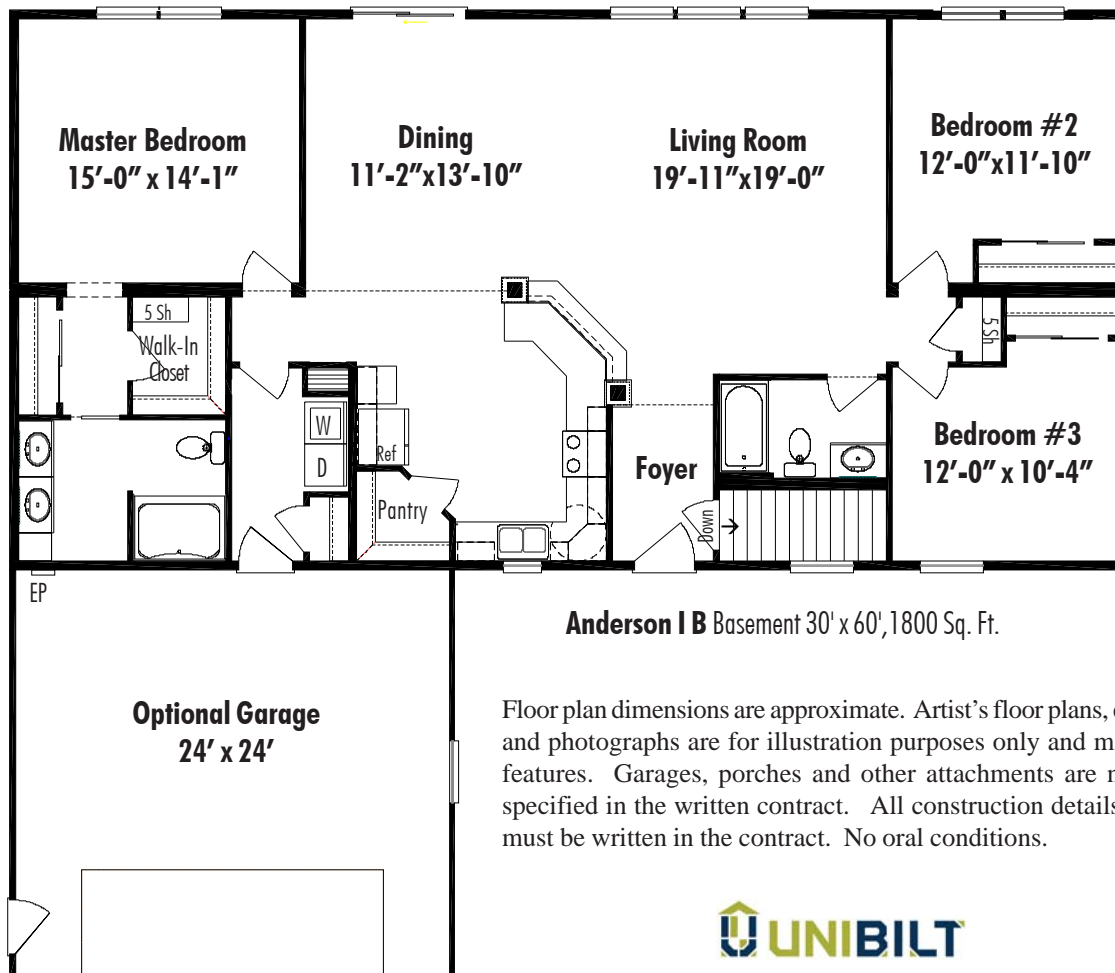 Master Bedroom
15'-0" x 14'-1"
Dining
11'-2"x13'-10"
Living Room
19'-11"x19'-0"
Bedroom #2
12'-0"x11'-10"
5 Sh
Walk-In
Closet
5 Sh
W
D
Ref
Pantry
Foyer
Down
Bedroom #3
12'-0" x 10'-4"
EP
Anderson I B Basement 30' x 60', 1800 Sq. Ft.
Optional Garage
24' x 24'
Floor plan dimensions are approximate. Artist's floor plans,
and photographs are for illustration purposes only and
features. Garages, porches and other attachments are
specified in the written contract. All construction details
must be written in the contract. No oral conditions.
UNIBILT